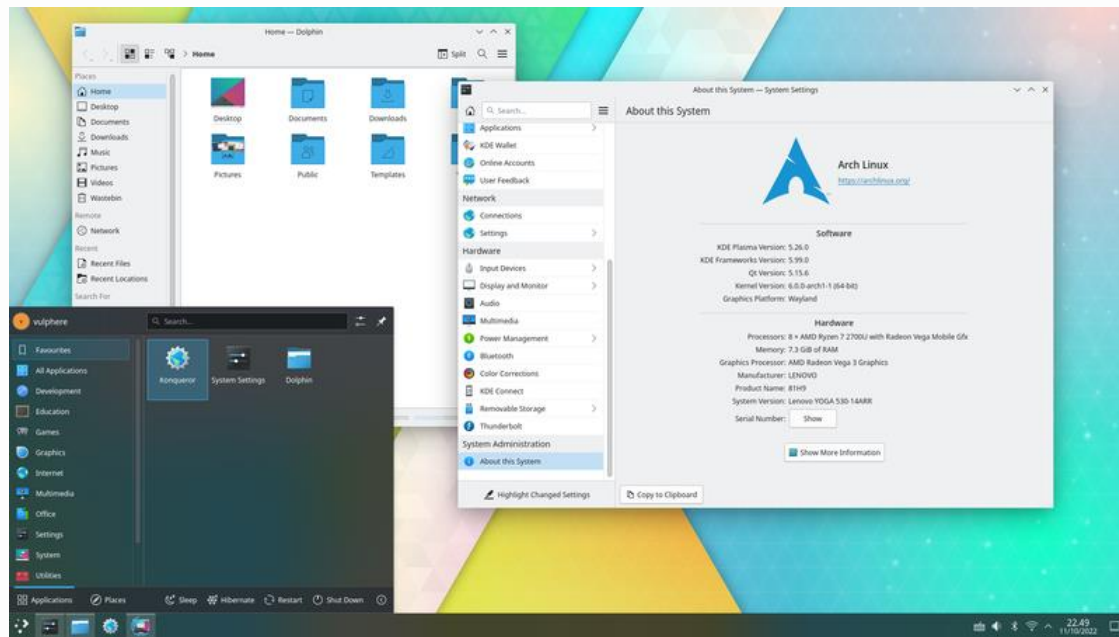 Home — Dolphin
Home
Split
Places
Home
Desktop
Documents
Downloads
Music
Pictures
Videos
Wastebin
Remote
Network
Recent
Recent Files
Recent Locations
Search For
Desktop
Documents
Downloads
Pictures
Public
Templates
About this System — System Settings
Search...
About this System
Applications
KDE Wallet
Online Accounts
User Feedback
Network
Connections
Settings
Hardware
Input Devices
Display and Monitor
Audio
Multimedia
Power Management
Bluetooth
Color Corrections
KDE Connect
Removable Storage
Thunderbolt
System Administration
About this System
Highlight Changed Settings
Arch Linux
https://archlinux.org/
Software
KDE Plasma Version: 5.26.0
KDE Frameworks Version: 5.99.0
Qt Version: 5.15.6
Kernel Version: 6.0.0-arch1-1 (64-bit)
Graphics Platform: Wayland
Hardware
Processors: 8 × AMD Ryzen 7 2700U with Radeon Vega Mobile Gfx
Memory: 7.3 GiB of RAM
Graphics Processor: AMD Radeon Vega 3 Graphics
Manufacturer: LENOVO
Product Name: 81H9
System Version: Lenovo YOGA 530-14ARR
Serial Number: Show
Show More Information
Copy to Clipboard
vulphere
Search...
Favourites
All Applications
Development
Education
Games
Graphics
Internet
Multimedia
Office
Settings
System
Utilities
Konqueror
System Settings
Dolphin
Applications
Places
Sleep
Hibernate
Restart
Shut Down
22.49
11/10/2022